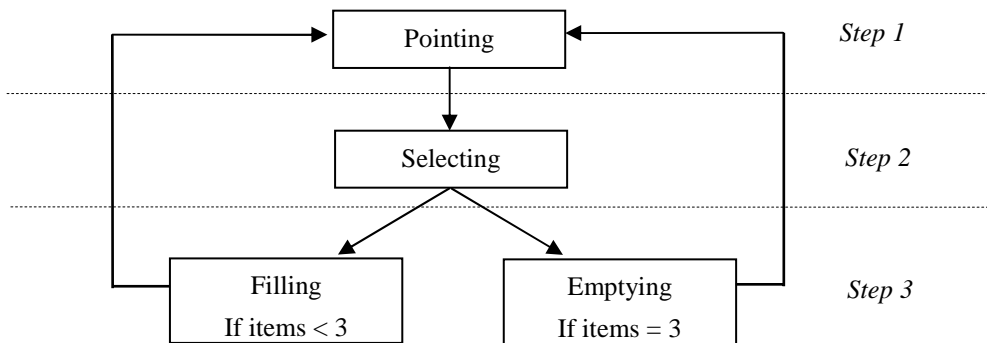 Pointing
Step 1
Selecting
Step 2
Filling
If items < 3
Emptying
If items = 3
Step 3